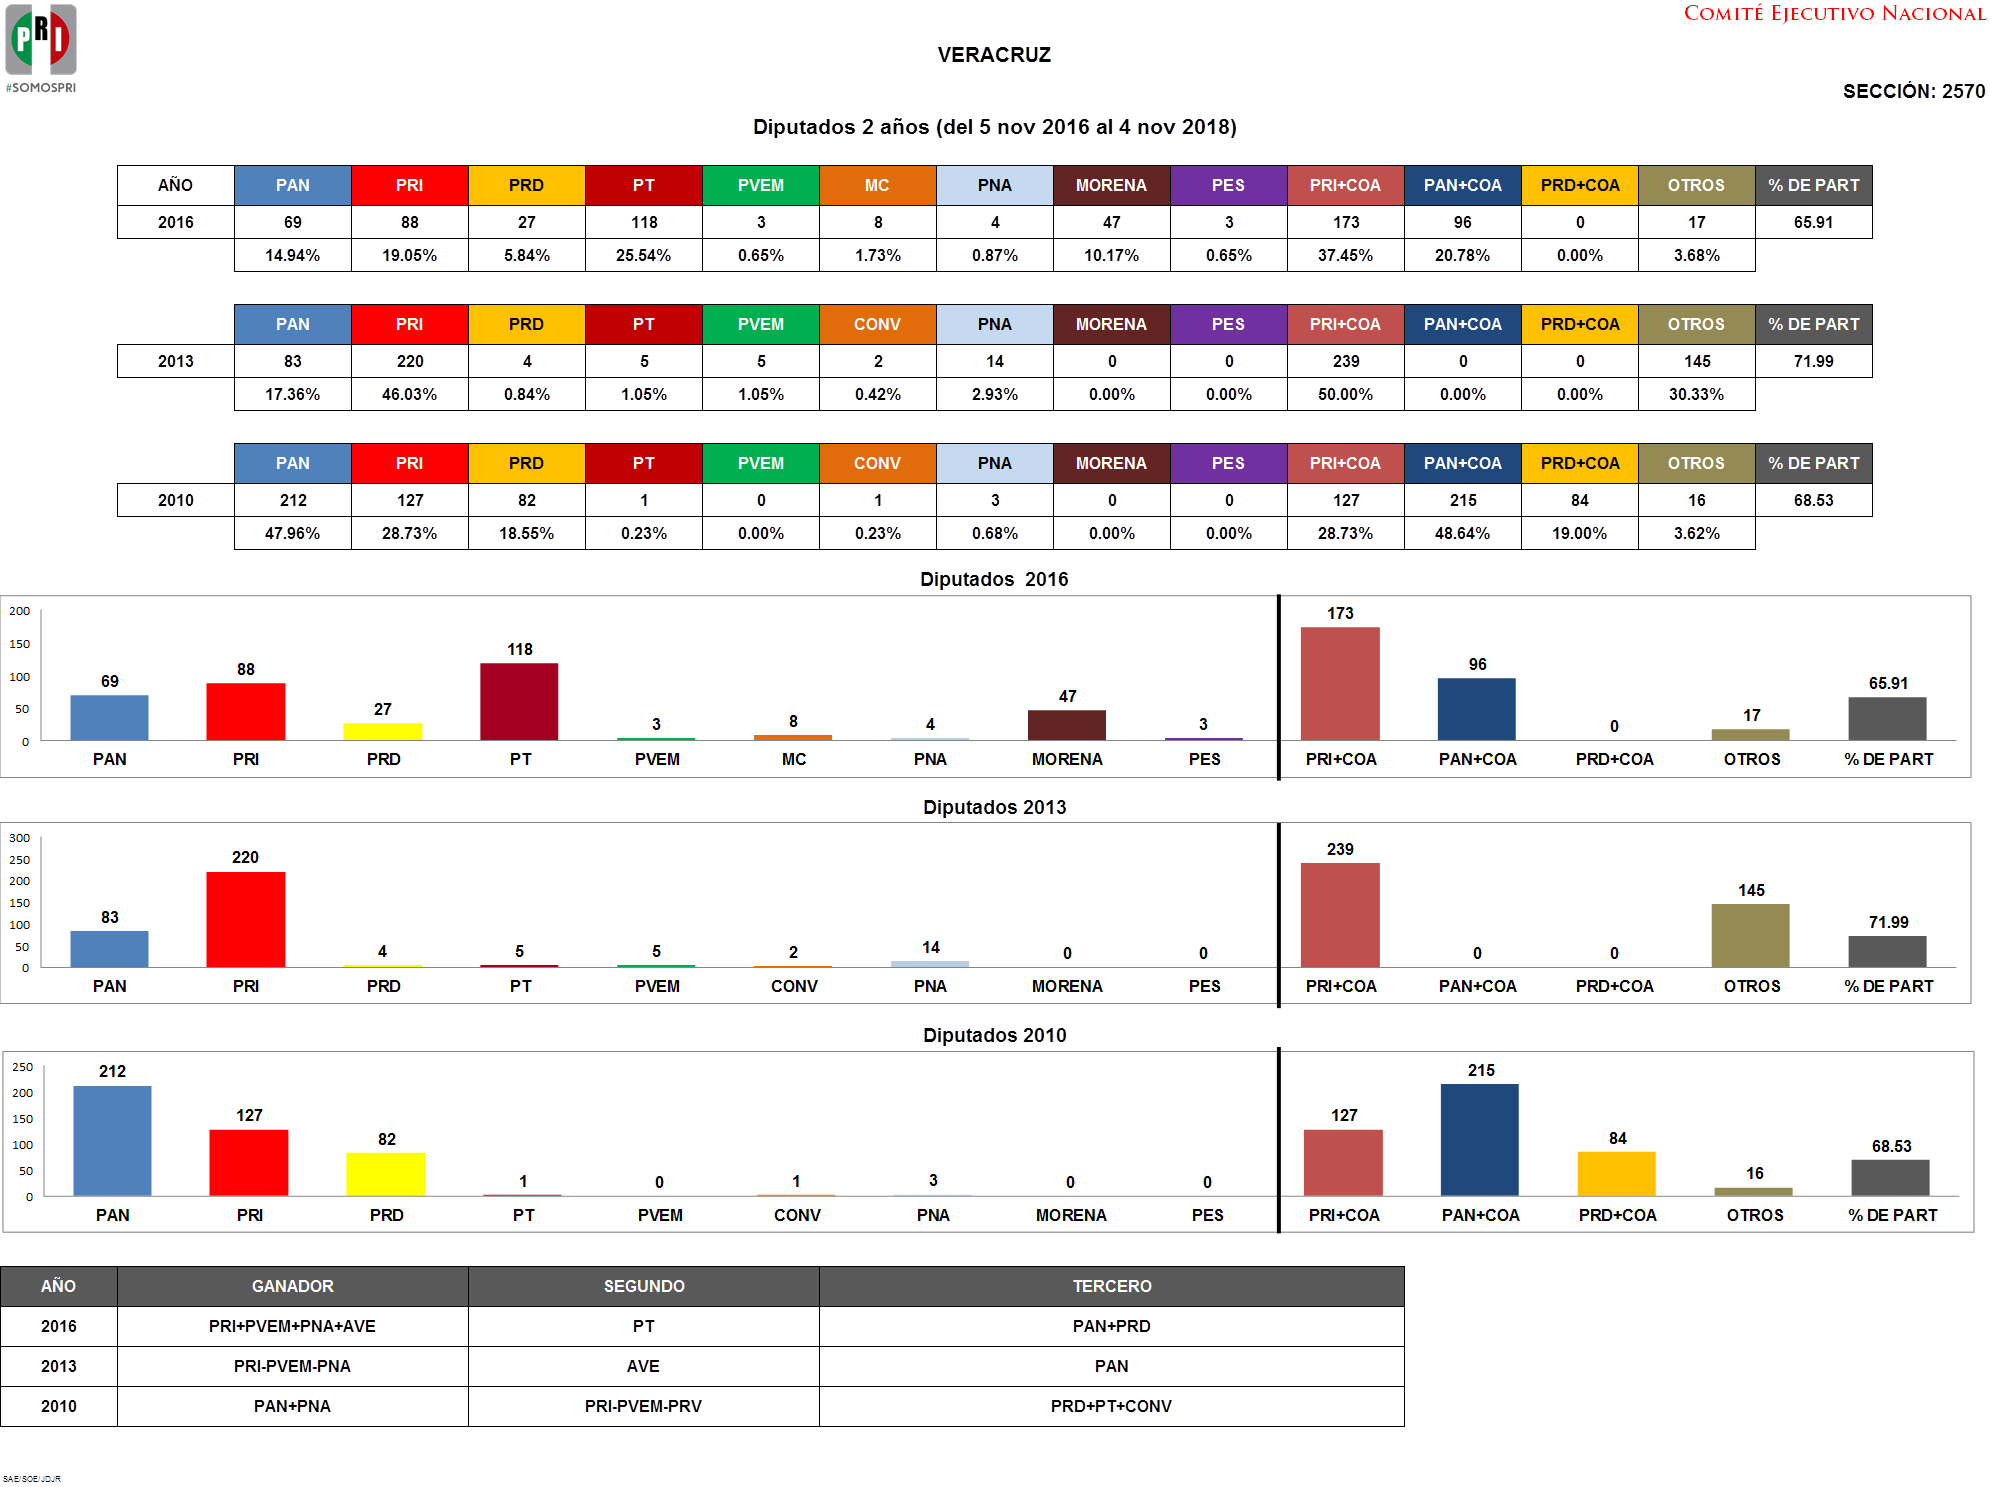 PRI
#SOMOSPRI
COMITÉ EJECUTIVO NACIONAL
VERACRUZ
SECCIÓN: 2570
Diputados 2 años (del 5 nov 2016 al 4 nov 2018)
AÑO PAN PRI PRD PT PVEM MC PNA MORENA PES PRI+COA PAN+COA PRD+COA OTROS % DE PART
2016 69 88 27 118 3 8 4 47 3 173 96 0 17 65.91
14.94% 19.05% 5.84% 25.54% 0.65% 1.73% 0.87% 10.17% 0.65% 37.45% 20.78% 0.00% 3.68%
PAN PRI PRD PT PVEM CONV PNA MORENA PES PRI+COA PAN+COA PRD+COA OTROS % DE PART
2013 83 220 4 5 5 2 14 0 0 239 0 0 145 71.99
17.36% 46.03% 0.84% 1.05% 1.05% 0.42% 2.93% 0.00% 0.00% 50.00% 0.00% 0.00% 30.33%
PAN PRI PRD PT PVEM CONV PNA MORENA PES PRI+COA PAN+COA PRD+COA OTROS % DE PART
2010 212 127 82 1 0 1 3 0 0 127 215 84 16 68.53
47.96% 28.73% 18.55% 0.23% 0.00% 0.23% 0.68% 0.00% 0.00% 28.73% 48.64% 19.00% 3.62%
Diputados 2016
200
150
100
50
0
69 88 27 118 3 8 4 47 3 173 96 0 17 65.91
PAN PRI PRD PT PVEM MC PNA MORENA PES PRI+COA PAN+COA PRD+COA OTROS % DE PART
Diputados 2013
300
250
200
150
100
50
0
83 220 4 5 5 2 14 0 0 239 0 0 145 71.99
PAN PRI PRD PT PVEM CONV PNA MORENA PES PRI+COA PAN+COA PRD+COA OTROS % DE PART
Diputados 2010
250
200
150
100
50
0
212 127 82 1 0 1 3 0 0 127 215 84 16 68.53
PAN PRI PRD PT PVEM CONV PNA MORENA PES PRI+COA PAN+COA PRD+COA OTROS % DE PART
AÑO GANADOR SEGUNDO TERCERO
2016 PRI+PVEM+PNA+AVE PT PAN+PRD
2013 PRI-PVEM-PNA AVE PAN
2010 PAN+PNA PRI-PVEM-PRV PRD+PT+CONV
SAE/SOE/JDJR